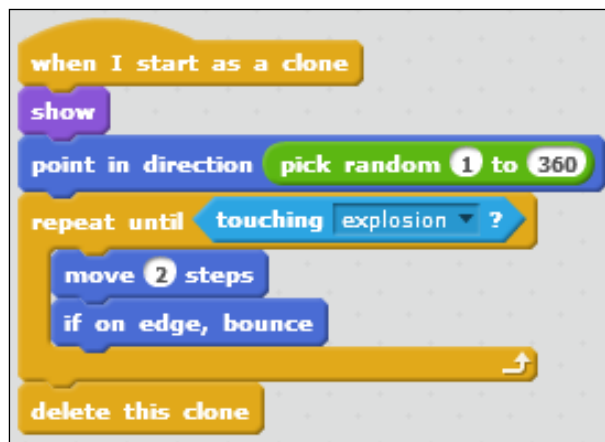 when I start as a clone
show
point in direction pick random 1 to 360
repeat until touching explosion ?
move 2 steps
if on edge, bounce
delete this clone